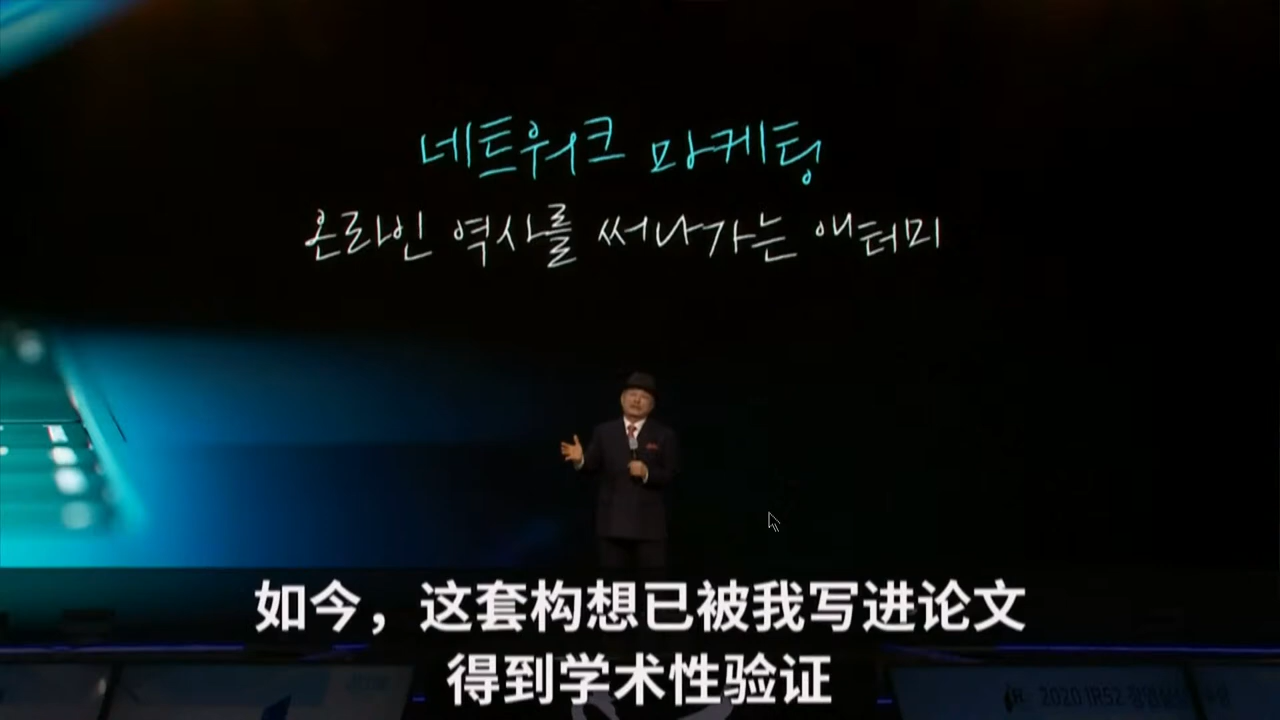 네트워크 마케팅
온라인 역사를 써나가는 애터미
如今，这套构想已被我写进论文
得到学术性验证
2020 IR52